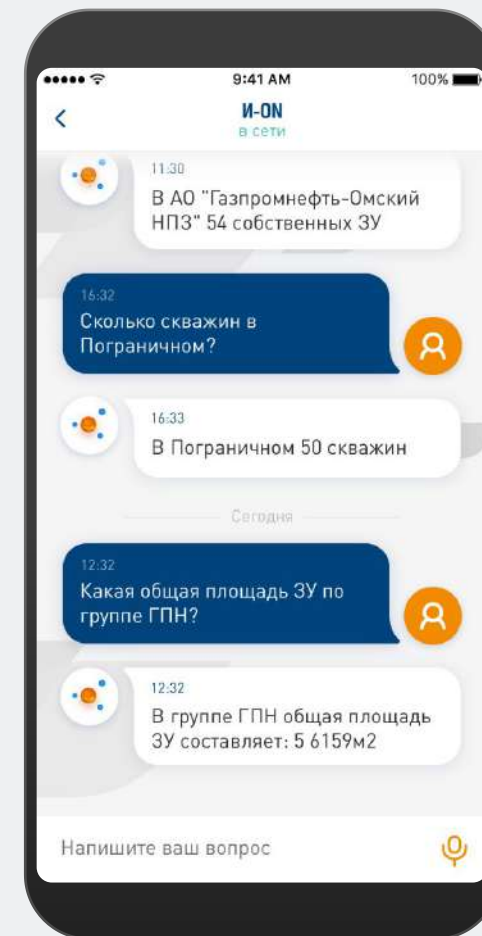 9:41 AM
100%
И-ON
в сети
11:30
В АО "Газпромнефть-Омский
НПЗ" 54 собственных ЗУ
16:32
Сколько скважин в
Пограничном?
16:33
В Пограничном 50 скважин
Сегодня
12:32
Какая общая площадь ЗУ по
группе ГПН?
12:32
В группе ГПН общая площадь
ЗУ составляет: 5 6159м2
Напишите ваш вопрос